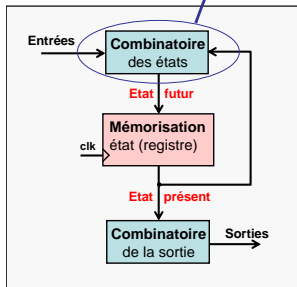 Entrées
Combinatoire
des états
Etat futur
Mémorisation
état (registre)
clk
Etat présent
Combinatoire
de la sortie
Sorties